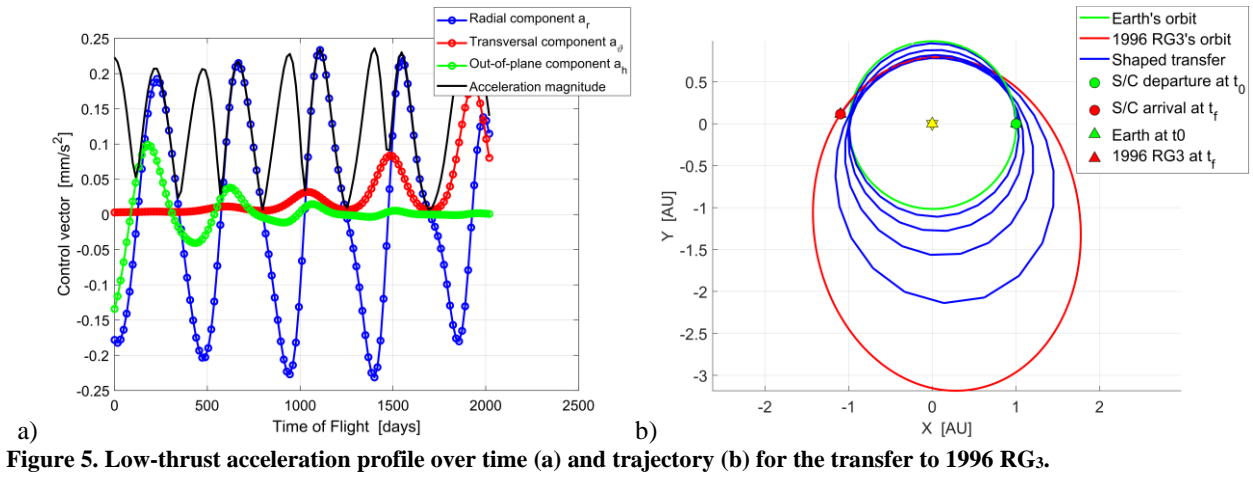 Radial component a_r
Transversal component a_ϑ
Out-of-plane component a_h
Acceleration magnitude
0.25
0.2
0.15
0.1
0.05
0
-0.05
-0.1
-0.15
-0.2
-0.25
Control vector [mm/s²]
0 500 1000 1500 2000 2500
Time of Flight [days]
a)
Earth's orbit
1996 RG3's orbit
Shaped transfer
S/C departure at t_0
S/C arrival at t_f
Earth at t0
1996 RG3 at t_f
0.5
0
-0.5
-1
-1.5
-2
-2.5
-3
Y [AU]
-2 -1 0 1 2
X [AU]
b)
Figure 5. Low-thrust acceleration profile over time (a) and trajectory (b) for the transfer to 1996 RG₃.